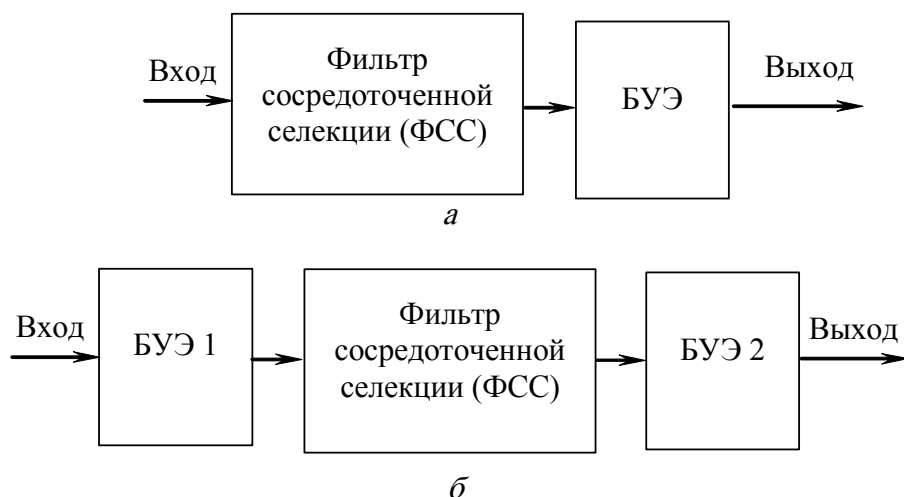 Вход
Фильтр
сосредоточенной
селекции (ФСС)
БУЭ
Выход
а
Вход
БУЭ 1
Фильтр
сосредоточенной
селекции (ФСС)
БУЭ 2
Выход
б